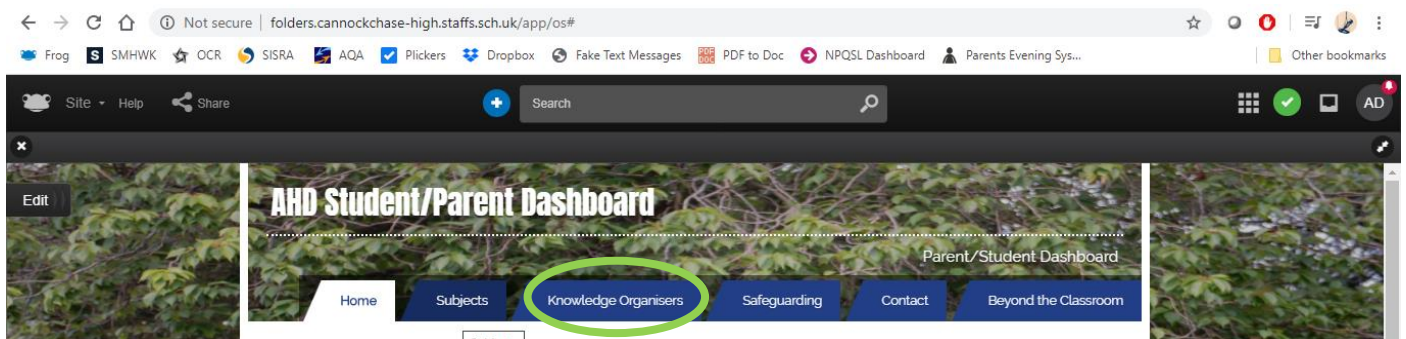 Not secure | folders.cannockchase-high.staffs.sch.uk/app/os#
Frog S SMHWK OCR SISRA AQA Plickers Dropbox Fake Text Messages PDF DOC PDF to Doc NPQSL Dashboard Parents Evening Sys... Other bookmarks
Site Help Share Search AD
Edit
AHD Student/Parent Dashboard
Parent/Student Dashboard
Home Subjects Knowledge Organisers Safeguarding Contact Beyond the Classroom